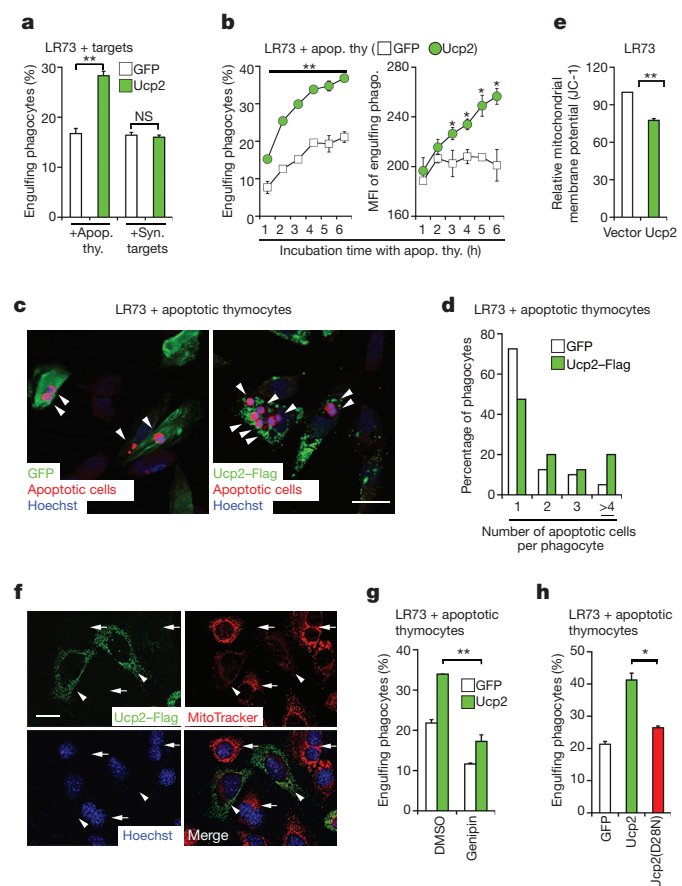 a
LR73 + targets
GFP
Ucp2
**
NS
Engulfing phagocytes (%)
40
30
20
10
0
+Apop. thy.
+Syn. targets
b
LR73 + apop. thy (GFP Ucp2)
**
Engulfing phagocytes (%)
40
30
20
10
0
1 2 3 4 5 6
MFI of engulfing phago.
280
240
200
160
* * * *
1 2 3 4 5 6
Incubation time with apop. thy. (h)
e
LR73
**
Relative mitochondrial
membrane potential (JC-1)
120
90
60
30
0
Vector Ucp2
c
LR73 + apoptotic thymocytes
GFP
Apoptotic cells
Hoechst
Ucp2–Flag
Apoptotic cells
Hoechst
d
LR73 + apoptotic thymocytes
GFP
Ucp2–Flag
Percentage of phagocytes
80
60
40
20
0
1 2 3 >4
Number of apoptotic cells
per phagocyte
f
Ucp2–Flag
MitoTracker
Hoechst
Merge
g
LR73 + apoptotic
thymocytes
**
GFP
Ucp2
Engulfing phagocytes (%)
40
30
20
10
0
DMSO
Genipin
h
LR73 + apoptotic
thymocytes
*
Engulfing phagocytes (%)
50
40
30
20
10
0
GFP
Ucp2
Ucp2(D28N)